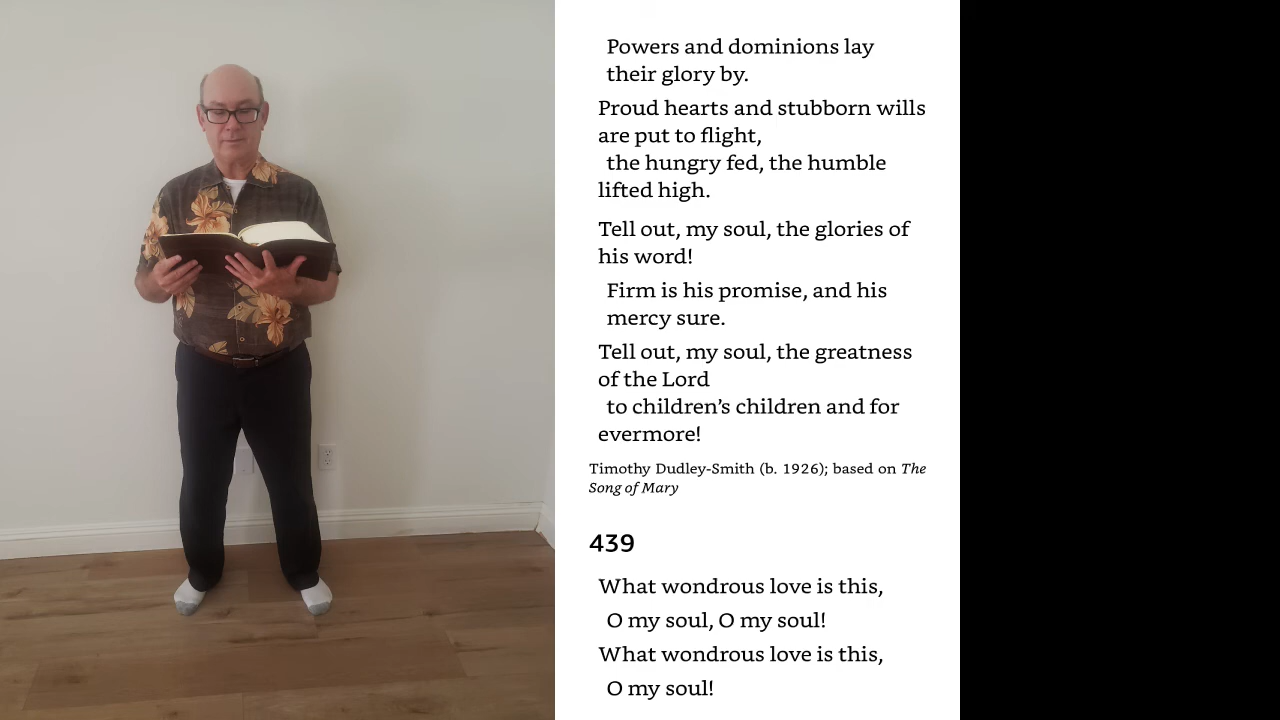 Powers and dominions lay
their glory by.
Proud hearts and stubborn wills
are put to flight,
the hungry fed, the humble
lifted high.
Tell out, my soul, the glories of
his word!
Firm is his promise, and his
mercy sure.
Tell out, my soul, the greatness
of the Lord
to children’s children and for
evermore!
Timothy Dudley-Smith (b. 1926); based on The
Song of Mary
439
What wondrous love is this,
O my soul, O my soul!
What wondrous love is this,
O my soul!